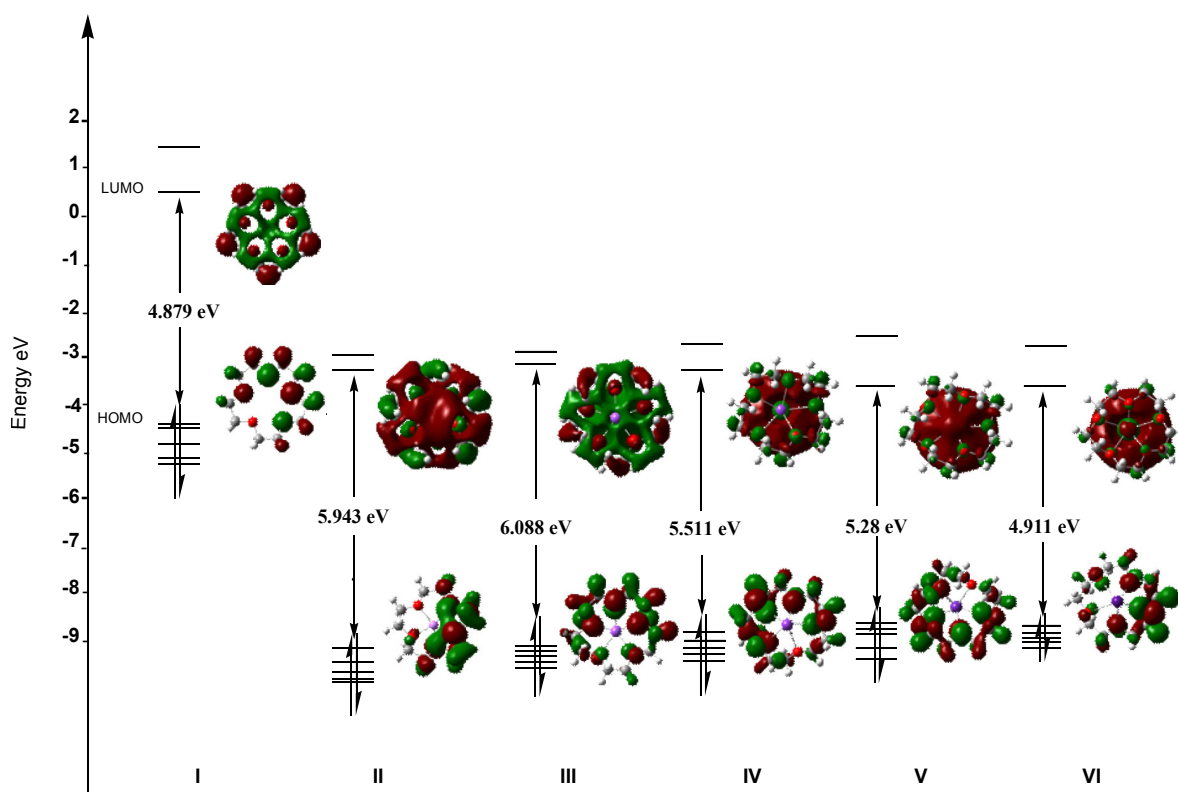 2
1
LUMO
0
-1
4.879 eV
-2
-3
Energy eV
-4
HOMO
-5
-6
5.943 eV
6.088 eV
5.511 eV
5.28 eV
4.911 eV
-7
-8
-9
I
II
III
IV
V
VI